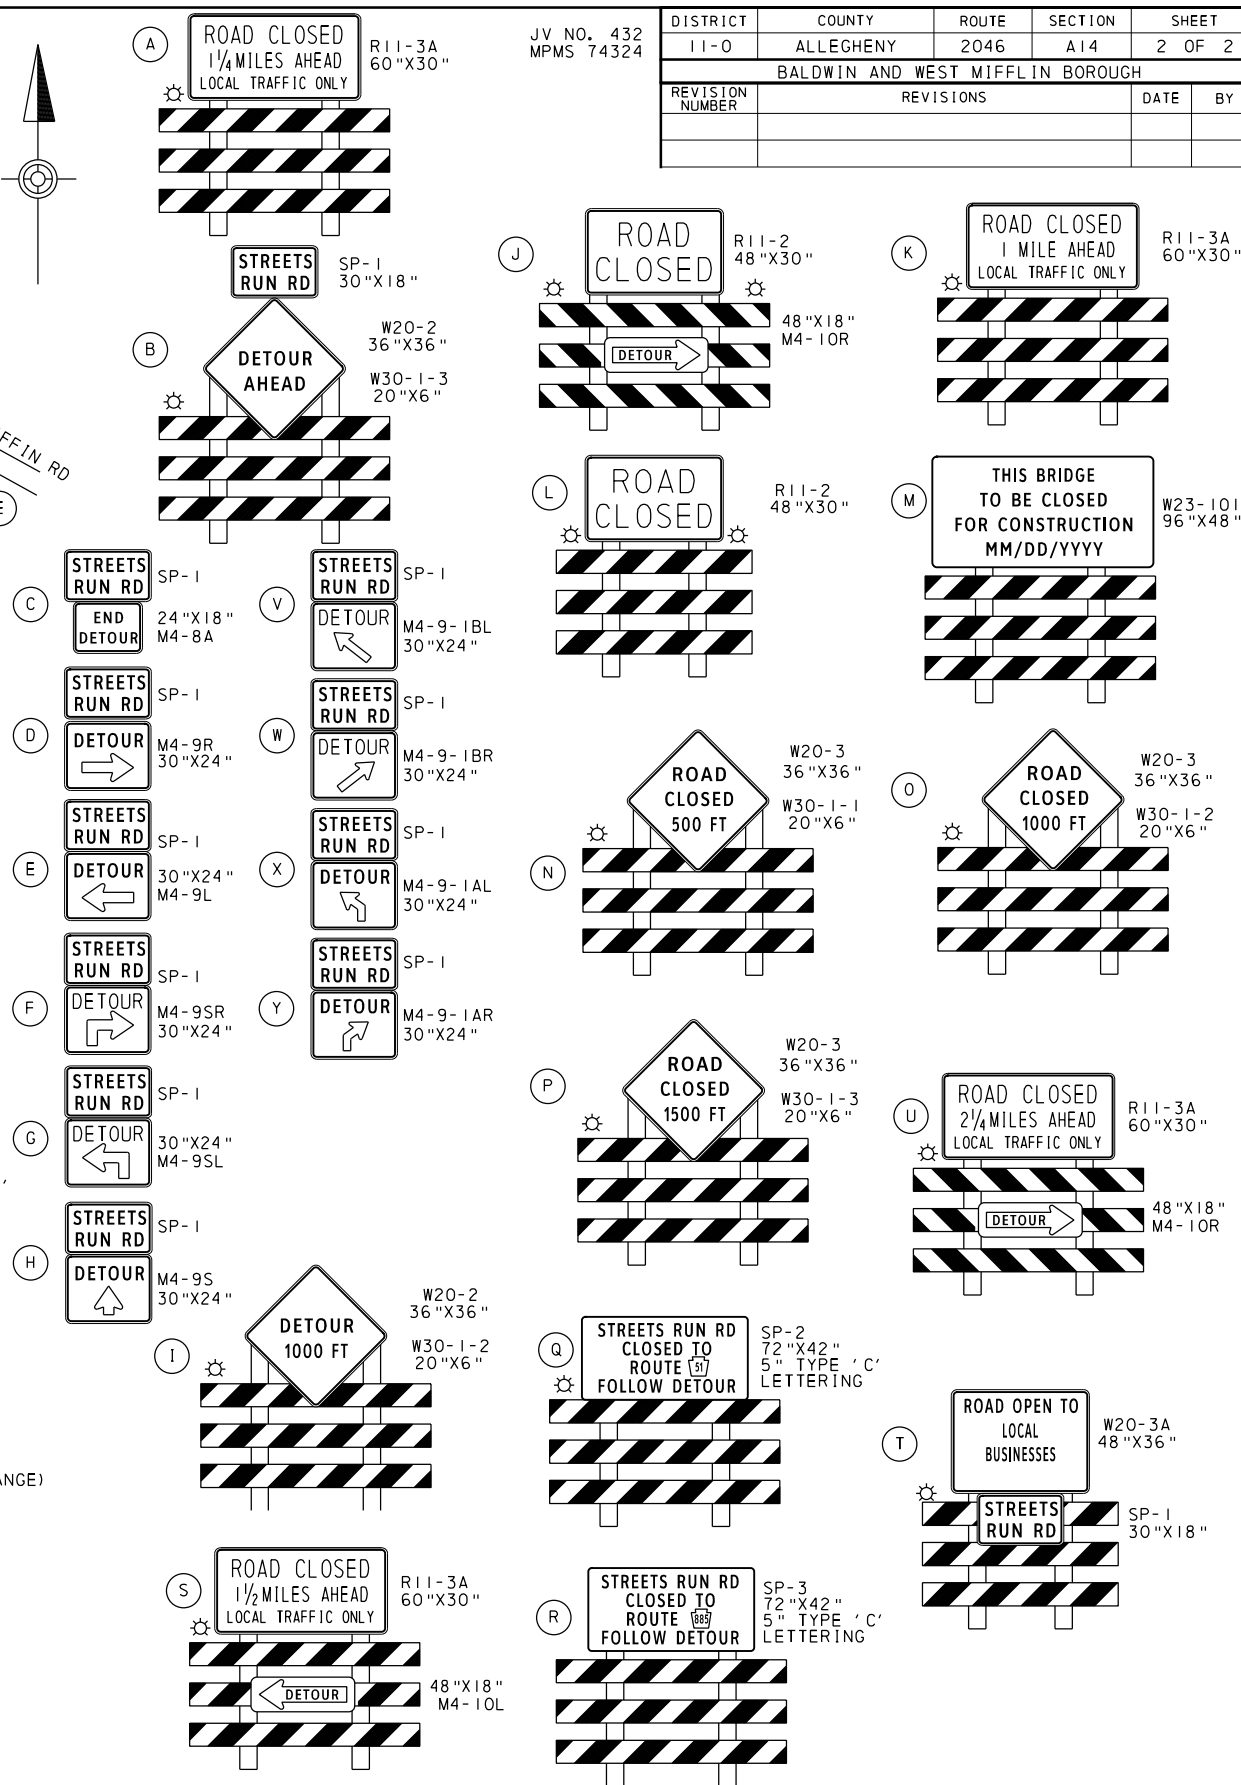 JV NO. 432
MPMS 74324
DISTRICT COUNTY ROUTE SECTION SHEET
11-0 ALLEGHENY 2046 A14 2 OF 2
BALDWIN AND WEST MIFFLIN BOROUGH
REVISION NUMBER REVISIONS DATE BY
A
ROAD CLOSED
1 1/4 MILES AHEAD
LOCAL TRAFFIC ONLY
R11-3A
60"X30"
STREETS
RUN RD
SP-1
30"X18"
B
DETOUR
AHEAD
W20-2
36"X36"
W30-1-3
20"X6"
J
ROAD
CLOSED
R11-2
48"X30"
DETOUR
48"X18"
M4-10R
K
ROAD CLOSED
1 MILE AHEAD
LOCAL TRAFFIC ONLY
R11-3A
60"X30"
FFIN RD
E
L
ROAD
CLOSED
R11-2
48"X30"
M
THIS BRIDGE
TO BE CLOSED
FOR CONSTRUCTION
MM/DD/YYYY
W23-101
96"X48"
C
STREETS
RUN RD
SP-1
END
DETOUR
24"X18"
M4-8A
V
STREETS
RUN RD
SP-1
DETOUR
M4-9-1BL
30"X24"
D
STREETS
RUN RD
SP-1
DETOUR
M4-9R
30"X24"
W
STREETS
RUN RD
SP-1
DETOUR
M4-9-1BR
30"X24"
E
STREETS
RUN RD
SP-1
DETOUR
30"X24"
M4-9L
X
STREETS
RUN RD
SP-1
DETOUR
M4-9-1AL
30"X24"
F
STREETS
RUN RD
SP-1
DETOUR
M4-9SR
30"X24"
Y
STREETS
RUN RD
SP-1
DETOUR
M4-9-1AR
30"X24"
G
STREETS
RUN RD
SP-1
DETOUR
30"X24"
M4-9SL
H
STREETS
RUN RD
SP-1
DETOUR
M4-9S
30"X24"
N
ROAD
CLOSED
500 FT
W20-3
36"X36"
W30-1-1
20"X6"
O
ROAD
CLOSED
1000 FT
W20-3
36"X36"
W30-1-2
20"X6"
P
ROAD
CLOSED
1500 FT
W20-3
36"X36"
W30-1-3
20"X6"
U
ROAD CLOSED
2 1/4 MILES AHEAD
LOCAL TRAFFIC ONLY
R11-3A
60"X30"
DETOUR
48"X18"
M4-10R
I
DETOUR
1000 FT
W20-2
36"X36"
W30-1-2
20"X6"
Q
STREETS RUN RD
CLOSED TO
ROUTE 51
FOLLOW DETOUR
SP-2
72"X42"
5" TYPE 'C'
LETTERING
T
ROAD OPEN TO
LOCAL
BUSINESSES
W20-3A
48"X36"
STREETS
RUN RD
SP-1
30"X18"
ANGE)
S
ROAD CLOSED
1 1/2 MILES AHEAD
LOCAL TRAFFIC ONLY
R11-3A
60"X30"
DETOUR
48"X18"
M4-10L
R
STREETS RUN RD
CLOSED TO
ROUTE 885
FOLLOW DETOUR
SP-3
72"X42"
5" TYPE 'C'
LETTERING